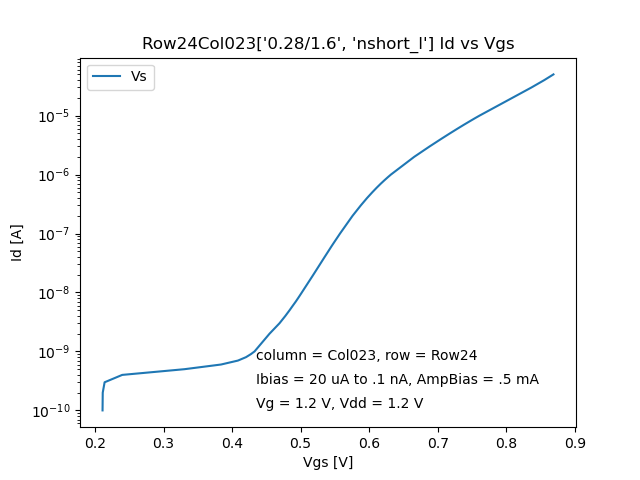 Row24Col023['0.28/1.6', 'nshort_l'] Id vs Vgs
Vs
10⁻⁵
10⁻⁶
10⁻⁷
10⁻⁸
10⁻⁹
10⁻¹⁰
Id [A]
column = Col023, row = Row24
Ibias = 20 uA to .1 nA, AmpBias = .5 mA
Vg = 1.2 V, Vdd = 1.2 V
0.2 0.3 0.4 0.5 0.6 0.7 0.8 0.9
Vgs [V]